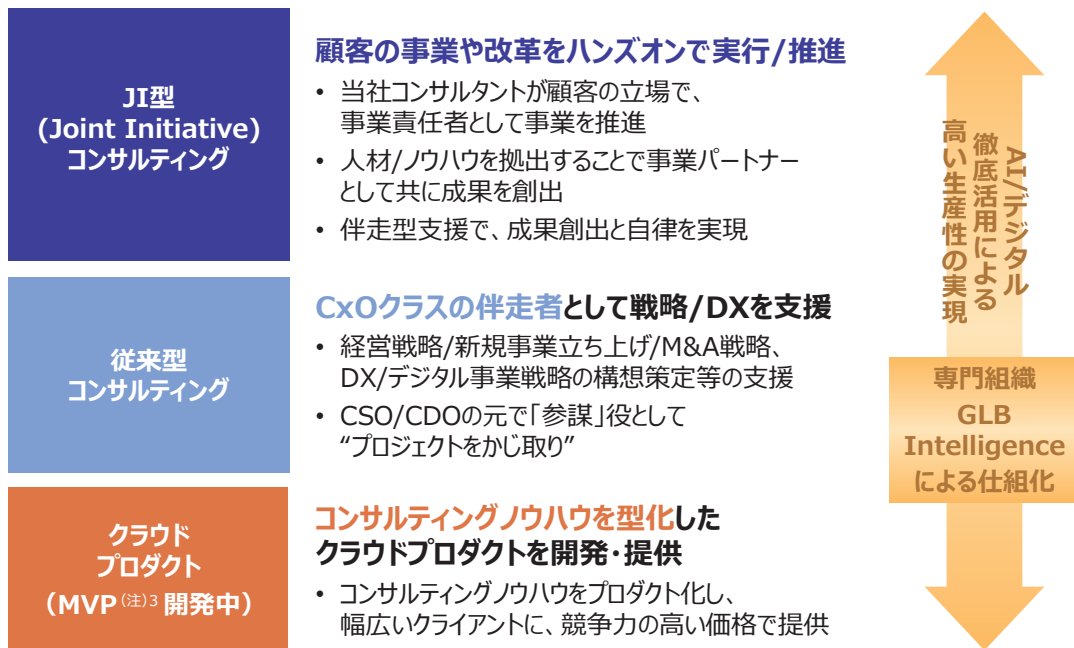 JI型
(Joint Initiative)
コンサルティング
顧客の事業や改革をハンズオンで実行/推進
• 当社コンサルタントが顧客の立場で、
事業責任者として事業を推進
• 人材/ノウハウを拠出することで事業パートナー
として共に成果を創出
• 伴走型支援で、成果創出と自律を実現
従来型
コンサルティング
CxOクラスの伴走者として戦略/DXを支援
• 経営戦略/新規事業立ち上げ/M&A戦略、
DX/デジタル事業戦略の構想策定等の支援
• CSO/CDOの元で「参謀」役として
“プロジェクトをかじ取り”
クラウド
プロダクト
(MVP(注)3 開発中)
コンサルティングノウハウを型化した
クラウドプロダクトを開発・提供
• コンサルティングノウハウをプロダクト化し、
幅広いクライアントに、競争力の高い価格で提供
AI/デジタル
徹底活用による
高い生産性の実現
専門組織
GLB
Intelligence
による仕組化